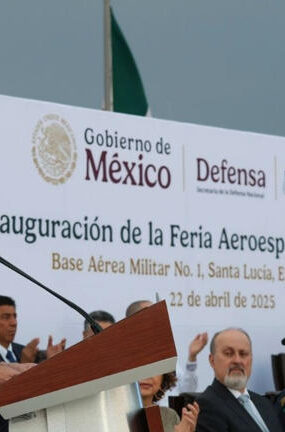 Gobierno de
México
Defensa
Secretaría de la Defensa Nacional
auguración de la Feria Aeroesp
Base Aérea Militar No. 1, Santa Lucía, E
22 de abril de 2025